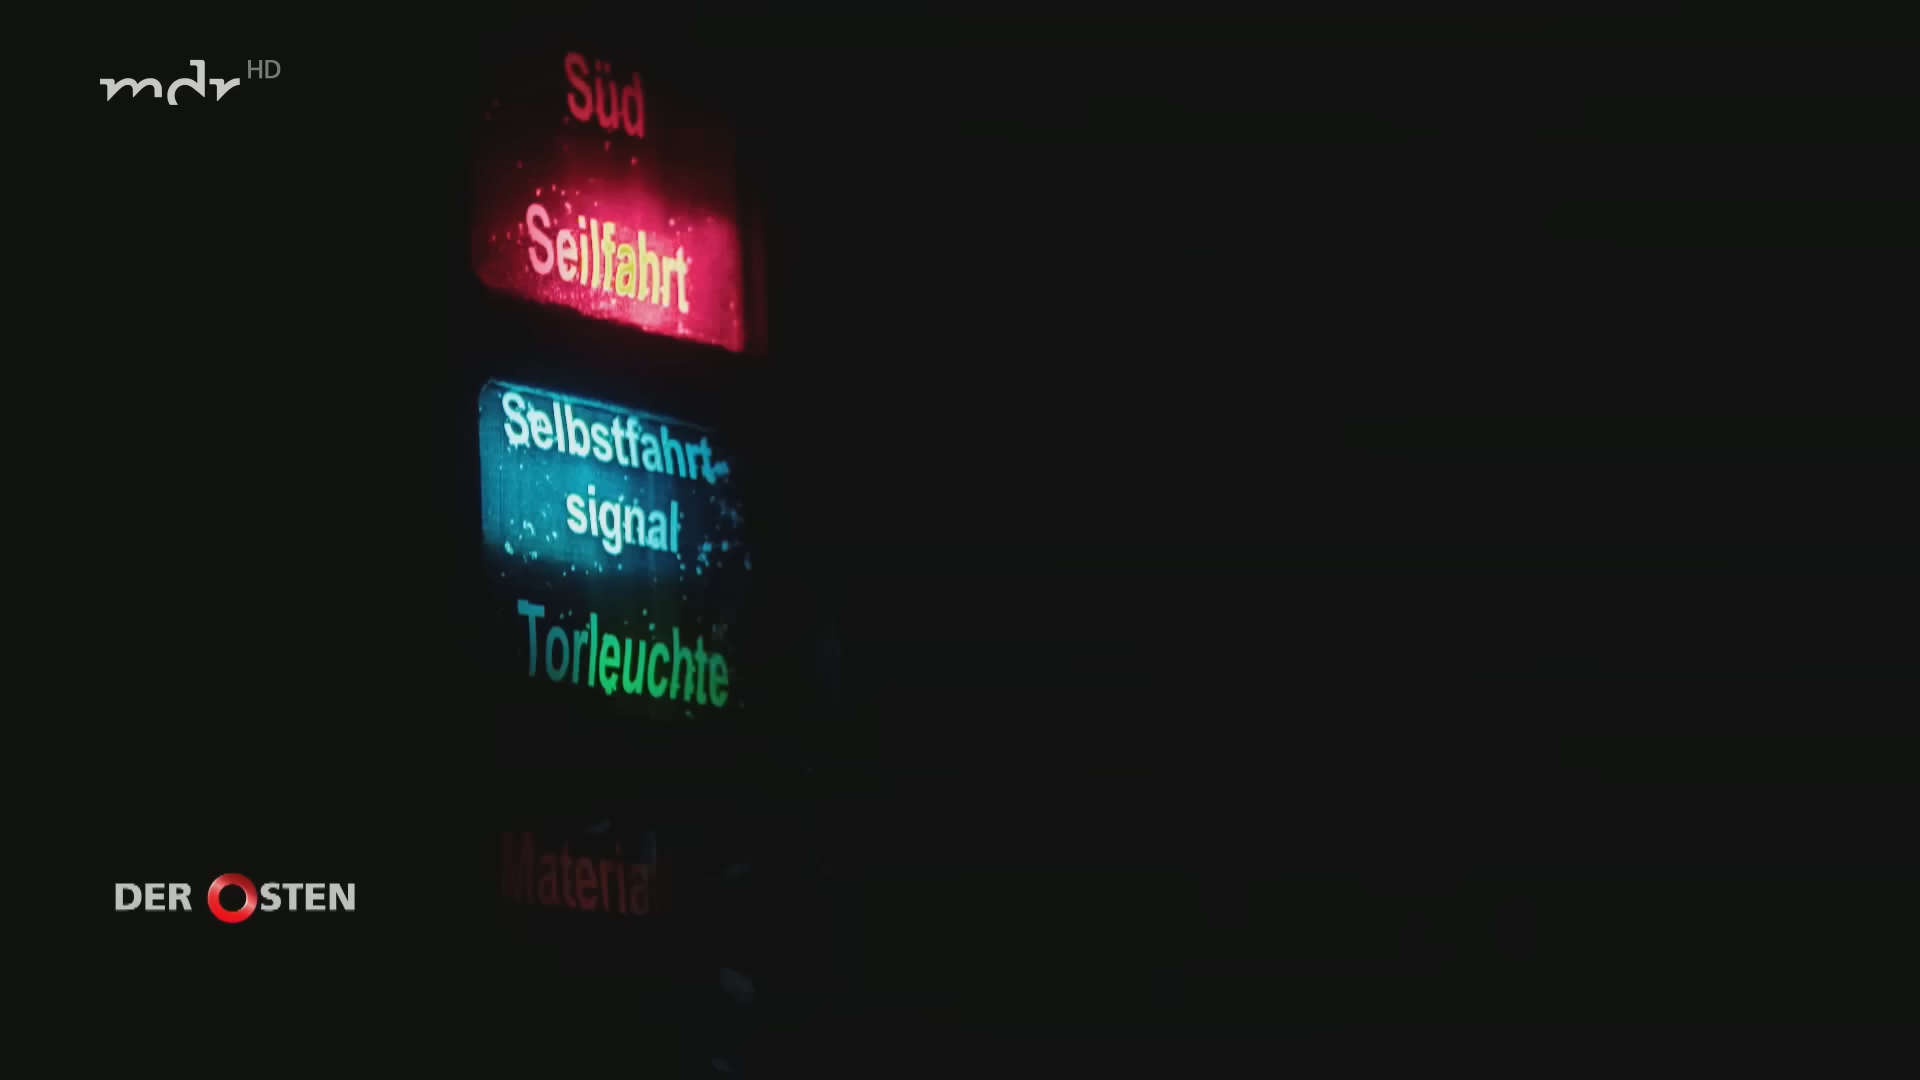 mdr HD
Süd
Seilfahrt
Selbstfahrt-
signal
Torleuchte
Material
DER OSTEN